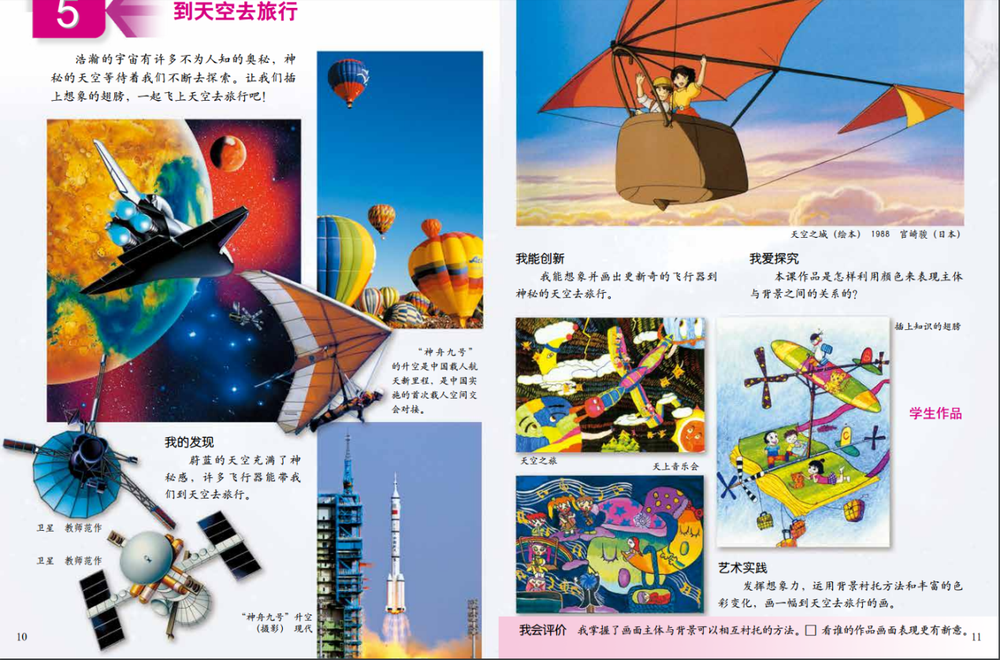 5
到天空去旅行
浩瀚的宇宙有许多不为人知的奥秘，神
秘的天空等待着我们不断去探索。让我们插
上想象的翅膀，一起飞上天空去旅行吧！
“神舟九号”
的升空是中国载人航
天新里程，是中国实
施的首次载人空间交
会对接。
我的发现
蔚蓝的天空充满了神
秘感，许多飞行器能带我
们到天空去旅行。
卫星 教师范作
卫星 教师范作
“神舟九号”升空
（摄影） 现代
10
天空之城（绘本） 1988 宫崎骏（日本）
我能创新
我能想象并画出更新奇的飞行器到
神秘的天空去旅行。
我爱探究
本课作品是怎样利用颜色来表现主体
与背景之间的关系的？
插上知识的翅膀
学生作品
天空之旅
天上音乐会
艺术实践
发挥想象力，运用背景衬托方法和丰富的色
彩变化，画一幅到天空去旅行的画。
我会评价 我掌握了画面主体与背景可以相互衬托的方法。□ 看谁的作品画面表现更有新意。
11